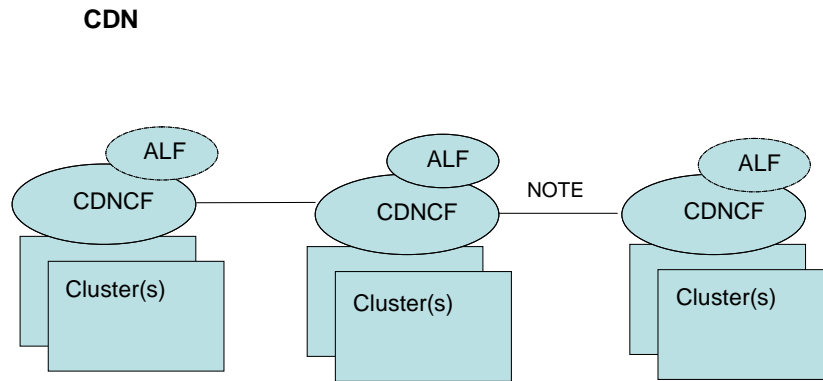 CDN
ALF
CDNCF
Cluster(s)
ALF
CDNCF
Cluster(s)
NOTE
ALF
CDNCF
Cluster(s)